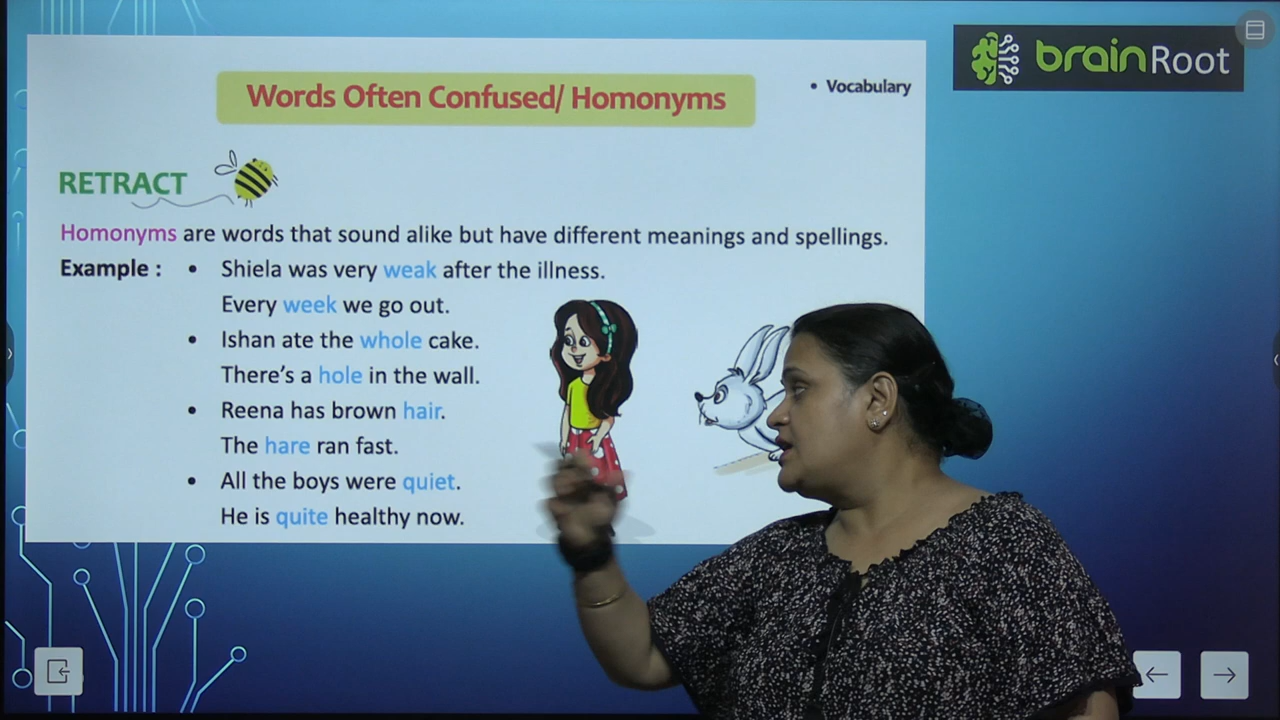 brainRoot
Words Often Confused/ Homonyms
• Vocabulary
RETRACT
Homonyms are words that sound alike but have different meanings and spellings.
Example : • Shiela was very weak after the illness.
Every week we go out.
• Ishan ate the whole cake.
There's a hole in the wall.
• Reena has brown hair.
The hare ran fast.
• All the boys were quiet.
He is quite healthy now.